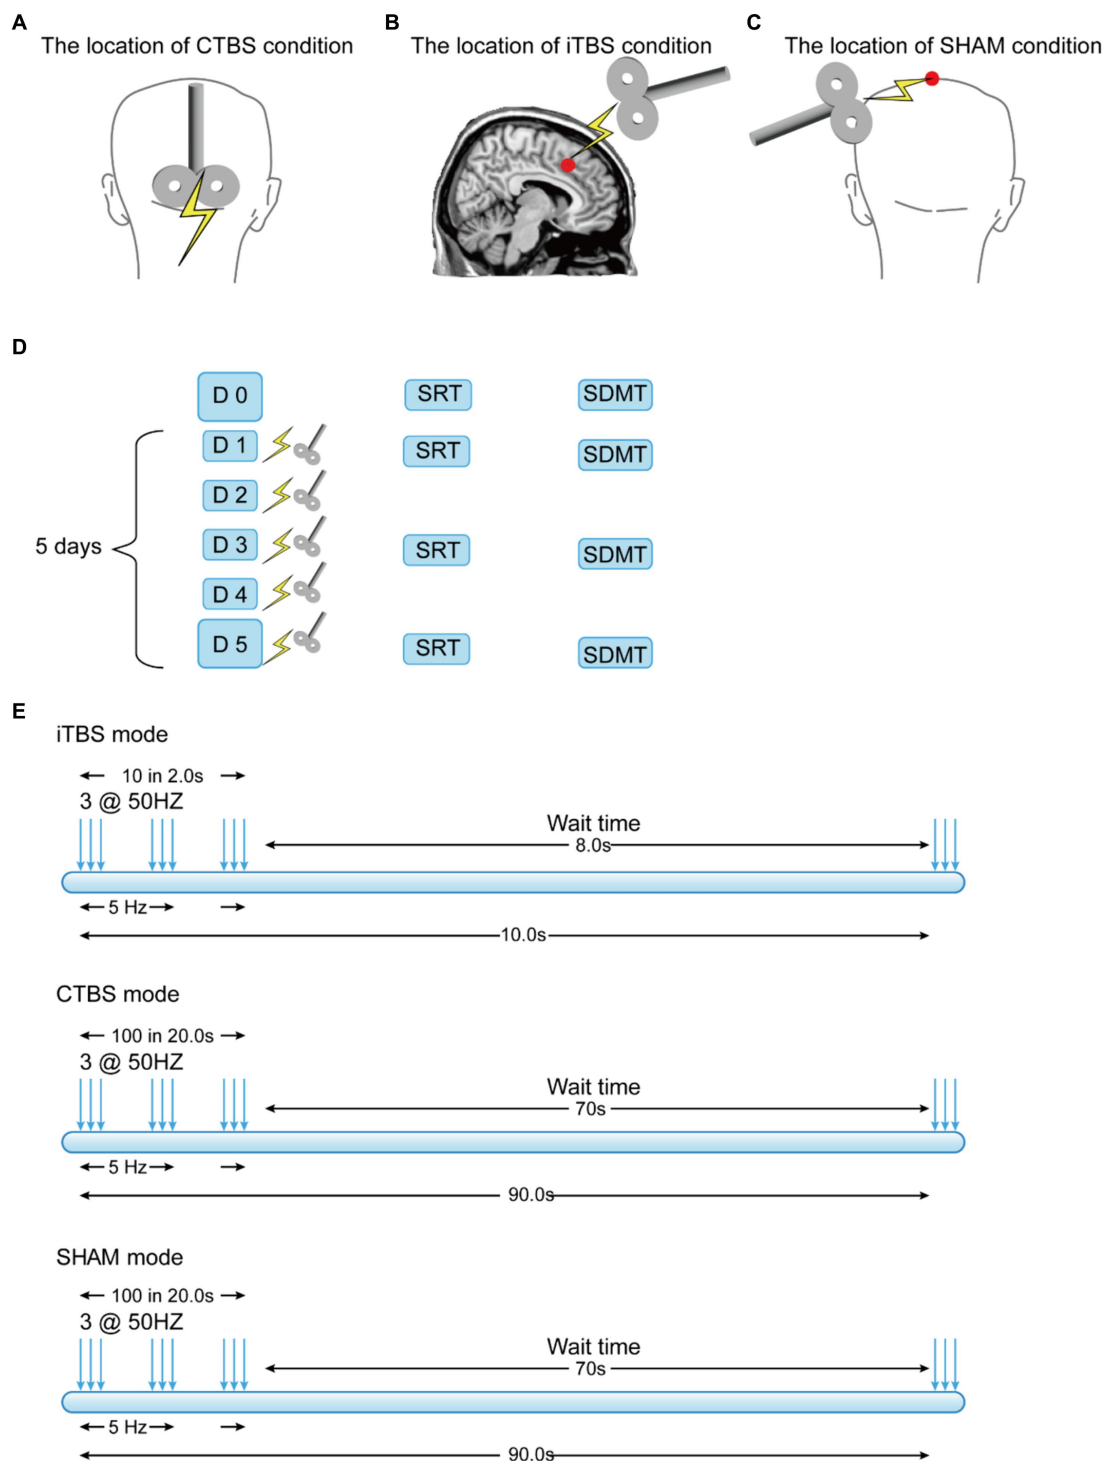 A
The location of CTBS condition
B
The location of iTBS condition
C
The location of SHAM condition
D
D 0 SRT SDMT
D 1 SRT SDMT
D 2
5 days D 3 SRT SDMT
D 4
D 5 SRT SDMT
E
iTBS mode
10 in 2.0s
3 @ 50HZ
Wait time
8.0s
5 Hz
10.0s
CTBS mode
100 in 20.0s
3 @ 50HZ
Wait time
70s
5 Hz
90.0s
SHAM mode
100 in 20.0s
3 @ 50HZ
Wait time
70s
5 Hz
90.0s